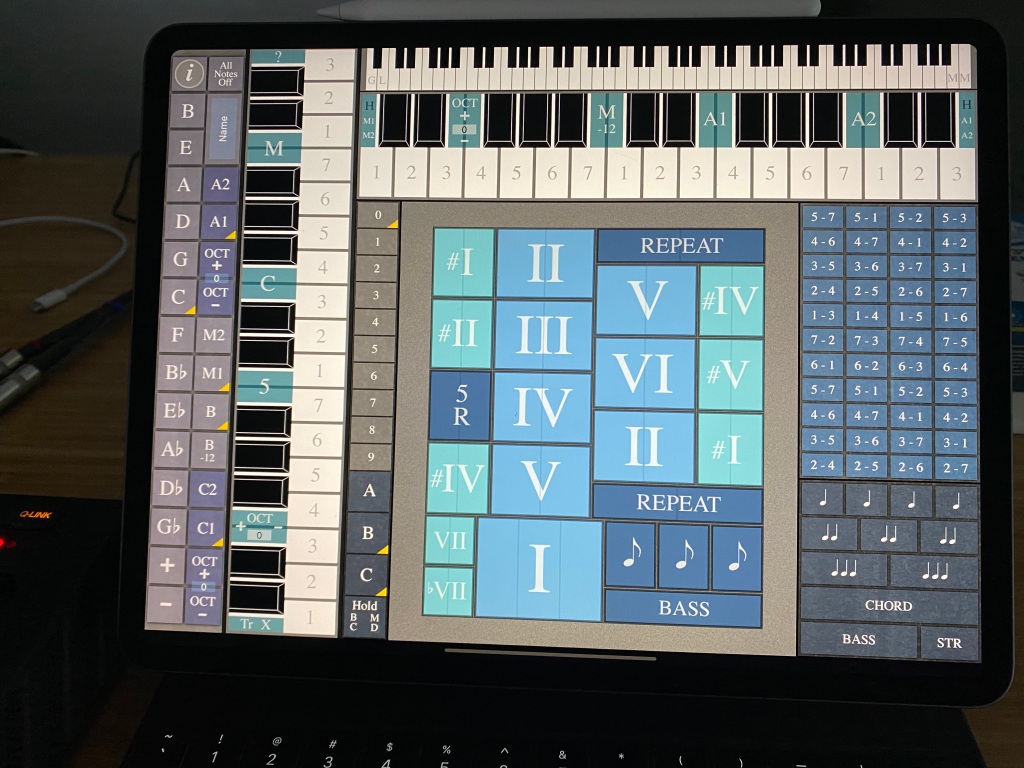 i
All Notes Off
B
Name
E
A
A2
D
A1
G
OCT
+
0
C
OCT
−
F
M2
B♭
M1
E♭
B
A♭
B
-12
D♭
C2
G♭
C1
+
OCT
+
0
−
OCT
−
?
M
C
5
+ OCT −
0
Tr X
3
2
1
7
6
5
4
3
2
1
7
6
5
4
3
2
1
GL
MM
H
M1
M2
OCT
+
0
−
M
-12
A1
A2
H
A1
A2
1 2 3 4 5 6 7 1 2 3 4 5 6 7 1 2 3
0
1
2
3
4
5
6
7
8
9
A
B
C
Hold
B M
C D
#I II REPEAT
V #IV
#II III
VI #V
5
R
IV
II #I
#IV V
REPEAT
VII
I
♪ ♪ ♪
♭VII
BASS
5-7 5-1 5-2 5-3
4-6 4-7 4-1 4-2
3-5 3-6 3-7 3-1
2-4 2-5 2-6 2-7
1-3 1-4 1-5 1-6
7-2 7-3 7-4 7-5
6-1 6-2 6-3 6-4
5-7 5-1 5-2 5-3
4-6 4-7 4-1 4-2
3-5 3-6 3-7 3-1
2-4 2-5 2-6 2-7
♩ ♩ ♩ ♩
♩♩ ♩♩ ♩♩
♩♩♩ ♩♩♩
CHORD
BASS STR
Q-LINK
~ ! @ # $ % ^ & * ( ) _
` 1 2 3 4